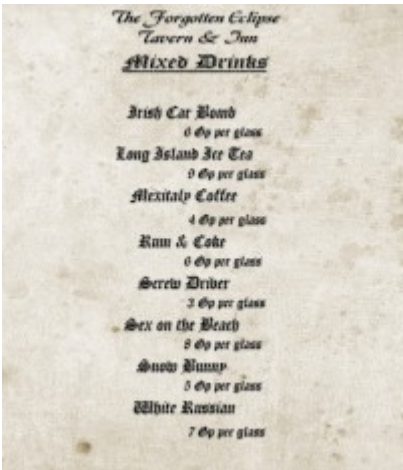 The Forgotten Eclipse
Tavern & Inn
Mixed Drinks
Irish Car Bomb
6 Gp per glass
Long Island Ice Tea
9 Gp per glass
Mexitaly Coffee
4 Gp per glass
Rum & Coke
6 Gp per glass
Screw Driver
3 Gp per glass
Sex on the Beach
8 Gp per glass
Snow Bunny
5 Gp per glass
White Russian
7 Gp per glass